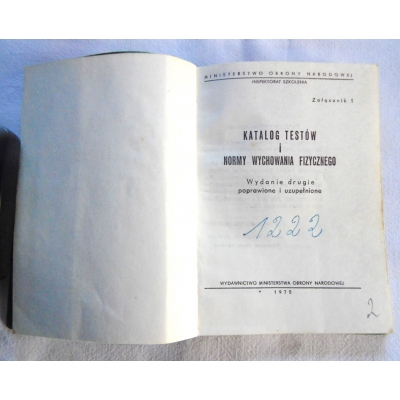 MINISTERSTWO OBRONY NARODOWEJ
INSPEKTORAT SZKOLENIA
Załącznik 1
KATALOG TESTÓW
i
NORMY WYCHOWANIA FIZYCZNEGO
Wydanie drugie
poprawione i uzupełnione
1222
WYDAWNICTWO MINISTERSTWA OBRONY NARODOWEJ
1970
2